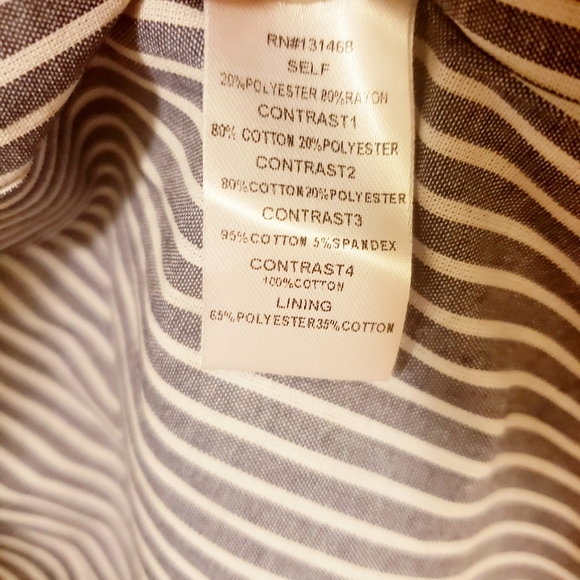 RN#131468
SELF
20%POLYESTER 80%RAYON
CONTRAST1
80% COTTON 20%POLYESTER
CONTRAST2
80%COTTON20%POLYESTER
CONTRAST3
95%COTTON 5%SPANDEX
CONTRAST4
100%COTTON
LINING
65%POLYESTER35%COTTON